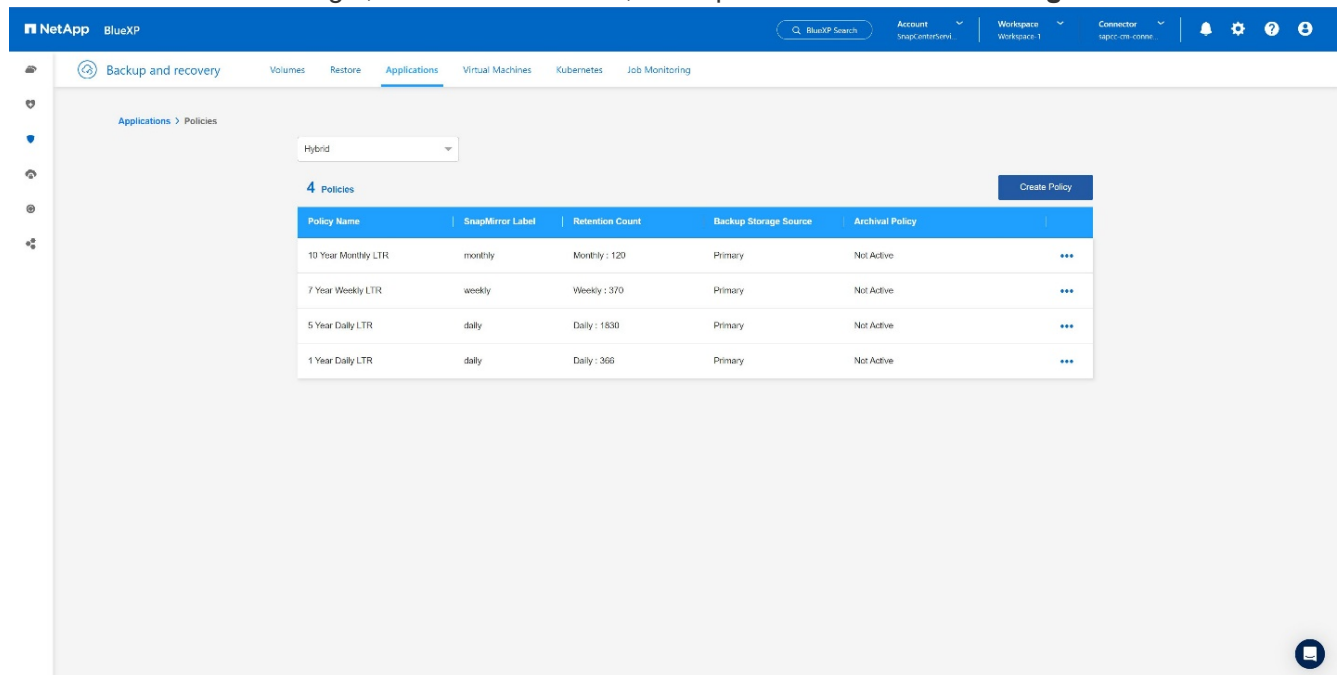 NetApp BlueXP BlueXP Search Account Workspace Connector
SnapCenterServi... Workspace-1 sapcc-cm-conne...
Backup and recovery Volumes Restore Applications Virtual Machines Kubernetes Job Monitoring
Applications > Policies
Hybrid
4 Policies Create Policy
Policy Name SnapMirror Label Retention Count Backup Storage Source Archival Policy
10 Year Monthly LTR monthly Monthly : 120 Primary Not Active
7 Year Weekly LTR weekly Weekly : 370 Primary Not Active
5 Year Daily LTR daily Daily : 1830 Primary Not Active
1 Year Daily LTR daily Daily : 366 Primary Not Active